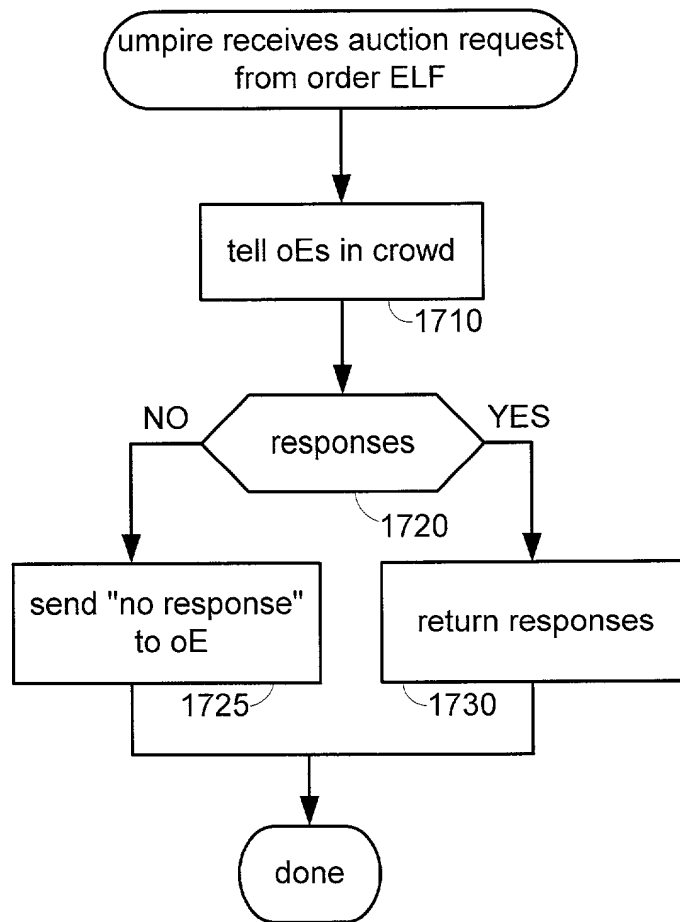 umpire receives auction request
from order ELF
tell oEs in crowd
1710
NO
YES
responses
1720
send "no response"
to oE
return responses
1725
1730
done